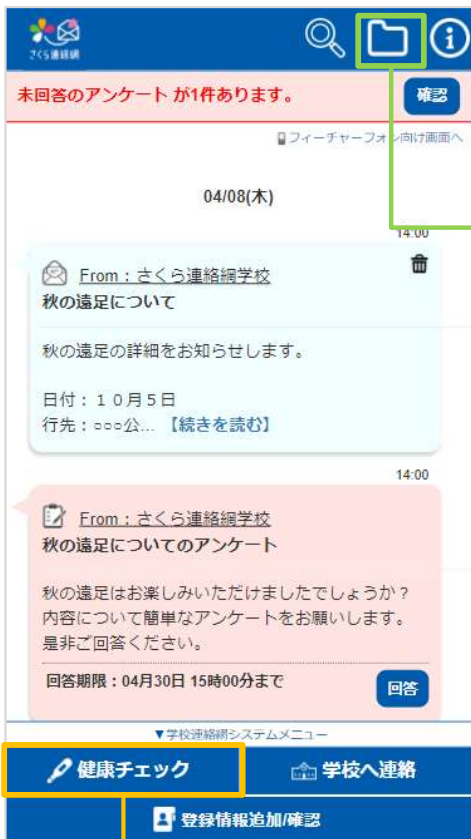 さくら連絡網
未回答のアンケート が1件あります。
確認
フィーチャーフォン向け画面へ
04/08(木)
14:00
From：さくら連絡網学校
秋の遠足について
秋の遠足の詳細をお知らせします。
日付：１０月５日
行先：○○○公... 【続きを読む】
14:00
From：さくら連絡網学校
秋の遠足についてのアンケート
秋の遠足はお楽しみいただけましたでしょうか？
内容について簡単なアンケートをお願いします。
是非ご回答ください。
回答期限：04月30日 15時00分まで
回答
▼学校連絡網システムメニュー
健康チェック
学校へ連絡
登録情報追加/確認